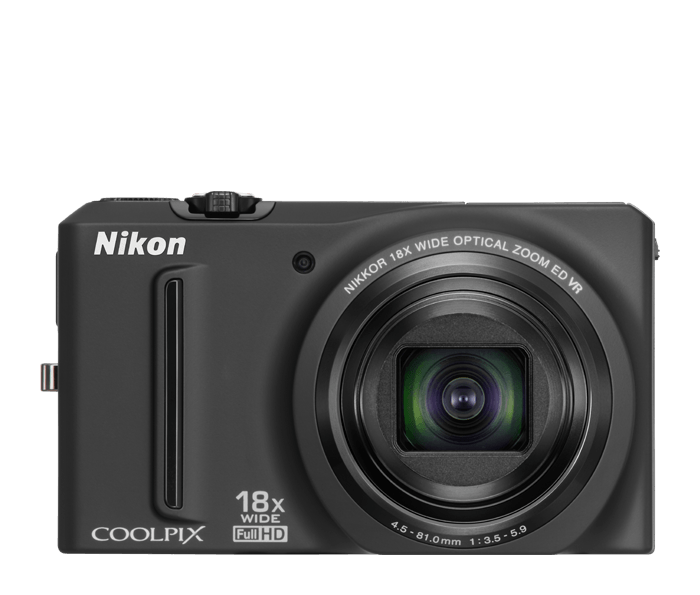 Nikon
NIKKOR 18X WIDE OPTICAL ZOOM ED VR
18x
WIDE
Full HD
COOLPIX
4.5-81.0mm 1:3.5-5.9